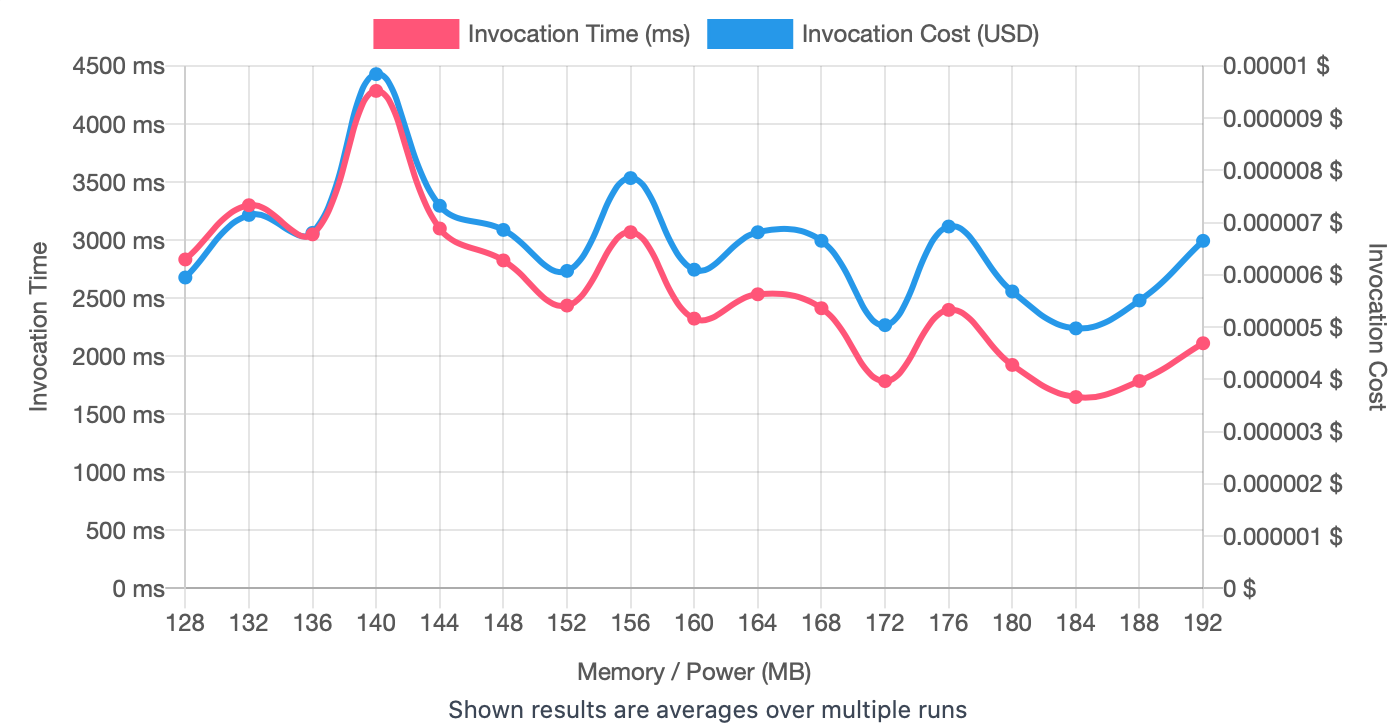 Invocation Time (ms) Invocation Cost (USD)
4500 ms
4000 ms
3500 ms
3000 ms
2500 ms
2000 ms
1500 ms
1000 ms
500 ms
0 ms
Invocation Time
0.00001 $
0.000009 $
0.000008 $
0.000007 $
0.000006 $
0.000005 $
0.000004 $
0.000003 $
0.000002 $
0.000001 $
0 $
Invocation Cost
128 132 136 140 144 148 152 156 160 164 168 172 176 180 184 188 192
Memory / Power (MB)
Shown results are averages over multiple runs